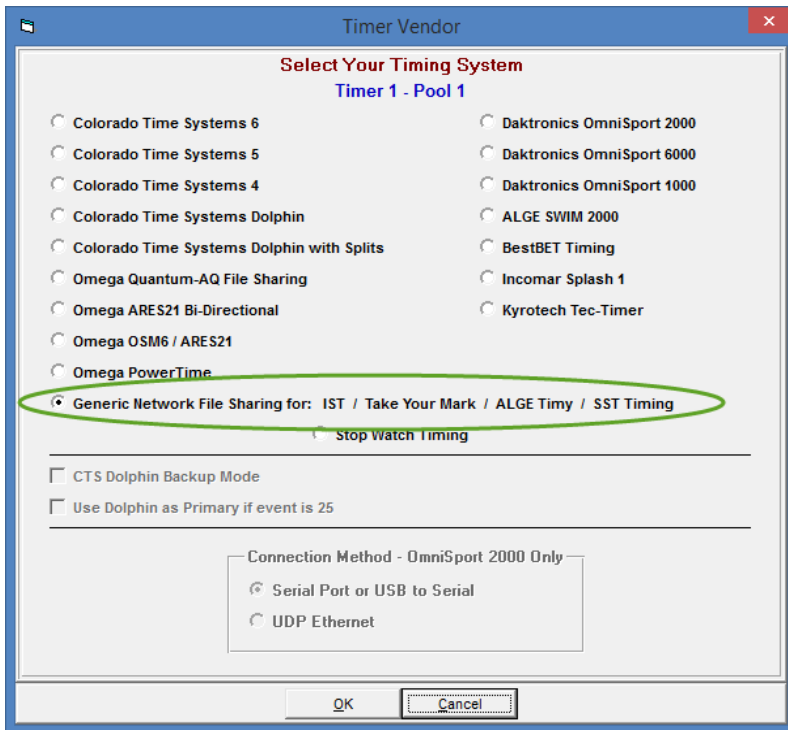 Timer Vendor
Select Your Timing System
Timer 1 - Pool 1
Colorado Time Systems 6
Colorado Time Systems 5
Colorado Time Systems 4
Colorado Time Systems Dolphin
Colorado Time Systems Dolphin with Splits
Omega Quantum-AQ File Sharing
Omega ARES21 Bi-Directional
Omega OSM6 / ARES21
Omega PowerTime
Daktronics OmniSport 2000
Daktronics OmniSport 6000
Daktronics OmniSport 1000
ALGE SWIM 2000
BestBET Timing
Incomar Splash 1
Kyrotech Tec-Timer
Generic Network File Sharing for: IST / Take Your Mark / ALGE Timy / SST Timing
Stop Watch Timing
CTS Dolphin Backup Mode
Use Dolphin as Primary if event is 25
Connection Method - OmniSport 2000 Only
Serial Port or USB to Serial
UDP Ethernet
OK
Cancel